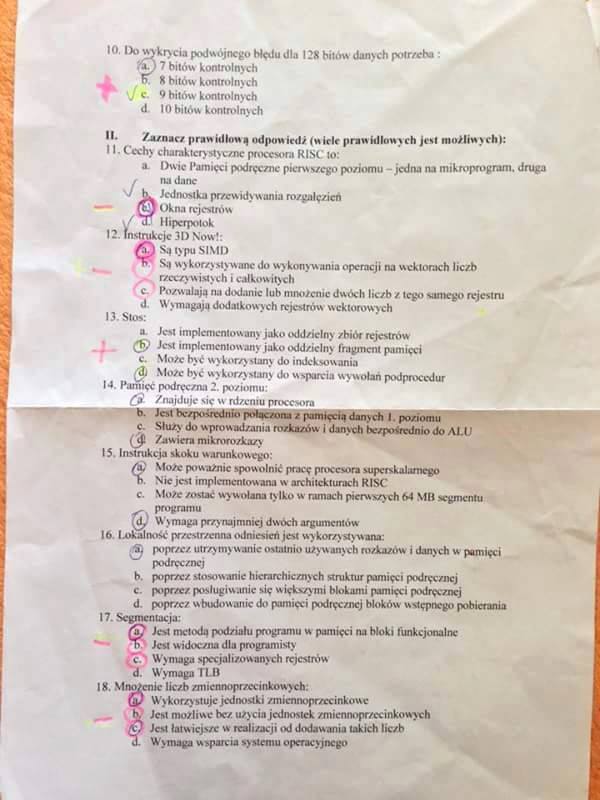 10. Do wykrycia podwójnego błędu dla 128 bitów danych potrzeba :
a. 7 bitów kontrolnych
b. 8 bitów kontrolnych
c. 9 bitów kontrolnych
d. 10 bitów kontrolnych
II. Zaznacz prawidłową odpowiedź (wiele prawidłowych jest możliwych):
11. Cechy charakterystyczne procesora RISC to:
a. Dwie Pamięci podręczne pierwszego poziomu – jedna na mikroprogram, druga
na dane
b. Jednostka przewidywania rozgałęzień
c. Okna rejestrów
d. Hiperpotok
12. Instrukcje 3D Now!:
a. Są typu SIMD
b. Są wykorzystywane do wykonywania operacji na wektorach liczb
rzeczywistych i całkowitych
c. Pozwalają na dodanie lub mnożenie dwóch liczb z tego samego rejestru
d. Wymagają dodatkowych rejestrów wektorowych
13. Stos:
a. Jest implementowany jako oddzielny zbiór rejestrów
b. Jest implementowany jako oddzielny fragment pamięci
c. Może być wykorzystany do indeksowania
d. Może być wykorzystany do wsparcia wywołań podprocedur
14. Pamięć podręczna 2. poziomu:
a. Znajduje się w rdzeniu procesora
b. Jest bezpośrednio połączona z pamięcią danych 1. poziomu
c. Służy do wprowadzania rozkazów i danych bezpośrednio do ALU
d. Zawiera mikrorozkazy
15. Instrukcja skoku warunkowego:
a. Może poważnie spowolnić pracę procesora superskalarnego
b. Nie jest implementowana w architekturach RISC
c. Może zostać wywołana tylko w ramach pierwszych 64 MB segmentu
programu
d. Wymaga przynajmniej dwóch argumentów
16. Lokalność przestrzenna odniesień jest wykorzystywana:
a. poprzez utrzymywanie ostatnio używanych rozkazów i danych w pamięci
podręcznej
b. poprzez stosowanie hierarchicznych struktur pamięci podręcznej
c. poprzez posługiwanie się większymi blokami pamięci podręcznej
d. poprzez wbudowanie do pamięci podręcznej bloków wstępnego pobierania
17. Segmentacja:
a. Jest metodą podziału programu w pamięci na bloki funkcjonalne
b. Jest widoczna dla programisty
c. Wymaga specjalizowanych rejestrów
d. Wymaga TLB
18. Mnożenie liczb zmiennoprzecinkowych:
a. Wykorzystuje jednostki zmiennoprzecinkowe
b. Jest możliwe bez użycia jednostek zmiennoprzecinkowych
c. Jest łatwiejsze w realizacji od dodawania takich liczb
d. Wymaga wsparcia systemu operacyjnego